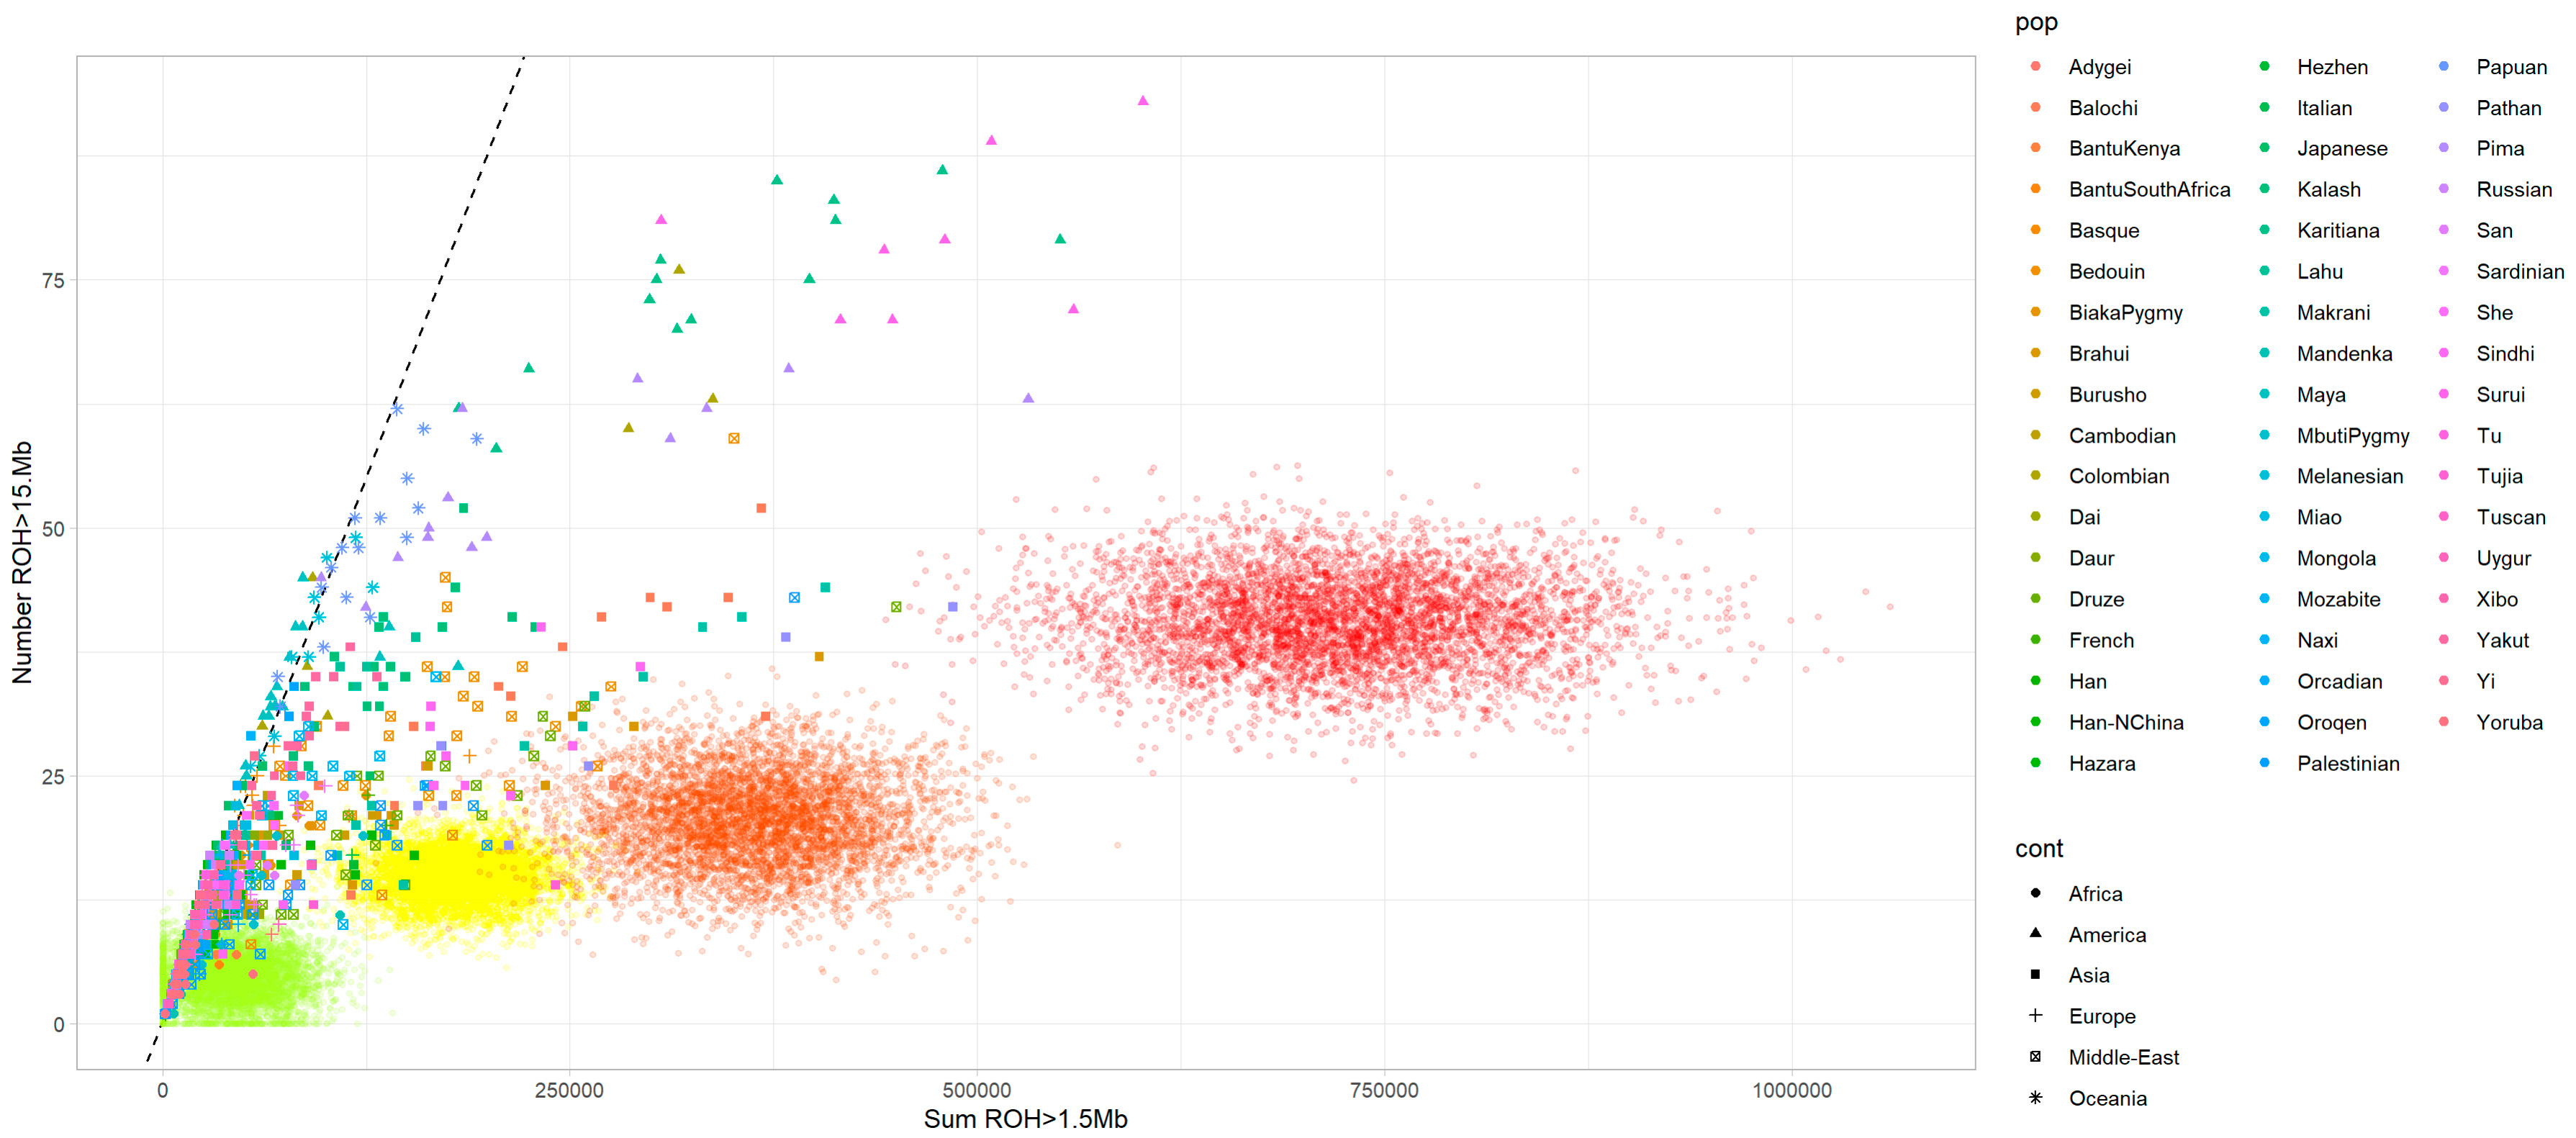 pop
Adygei
Balochi
BantuKenya
BantuSouthAfrica
Basque
Bedouin
BiakaPygmy
Brahui
Burusho
Cambodian
Colombian
Dai
Daur
Druze
French
Han
Han-NChina
Hazara
Hezhen
Italian
Japanese
Kalash
Karitiana
Lahu
Makrani
Mandenka
Maya
MbutiPygmy
Melanesian
Miao
Mongola
Mozabite
Naxi
Orcadian
Oroqen
Palestinian
Papuan
Pathan
Pima
Russian
San
Sardinian
She
Sindhi
Surui
Tu
Tujia
Tuscan
Uygur
Xibo
Yakut
Yi
Yoruba
cont
Africa
America
Asia
Europe
Middle-East
Oceania
Number ROH>15.Mb
75
50
25
0
0
250000
500000
750000
1000000
Sum ROH>1.5Mb